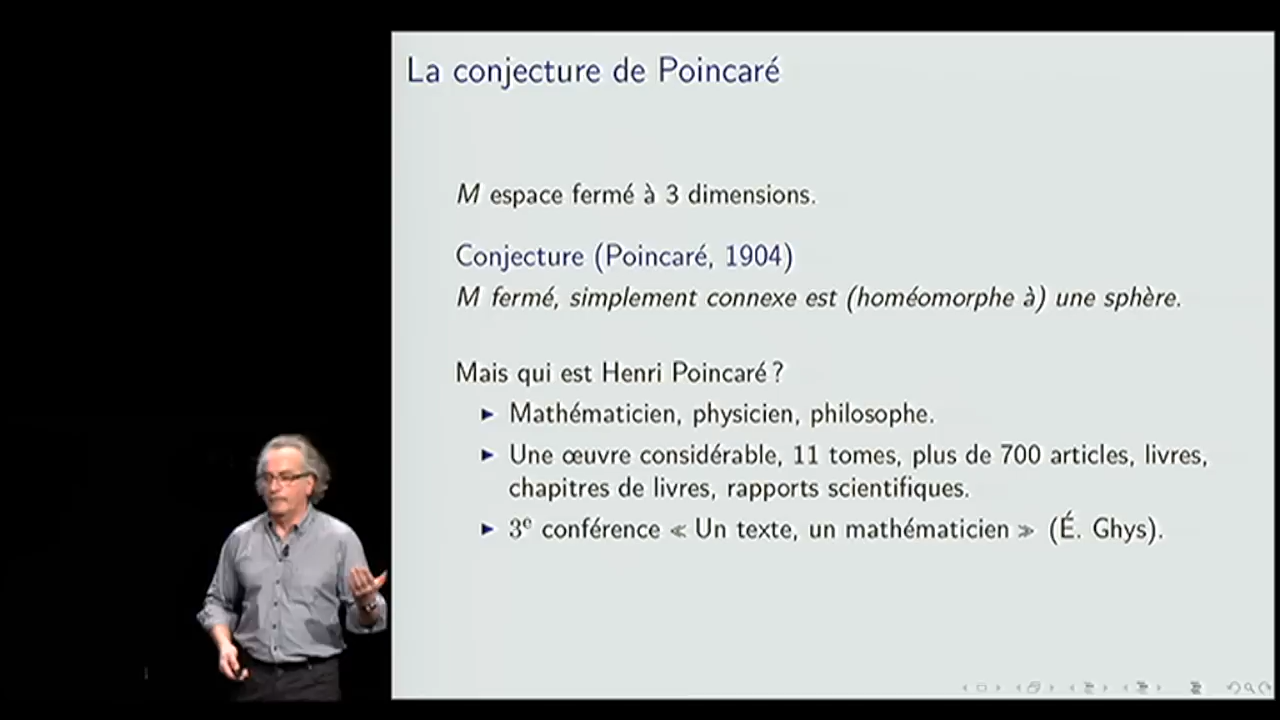 La conjecture de Poincaré
M espace fermé à 3 dimensions.
Conjecture (Poincaré, 1904)
M fermé, simplement connexe est (homéomorphe à) une sphère.
Mais qui est Henri Poincaré ?
▶ Mathématicien, physicien, philosophe.
▶ Une œuvre considérable, 11 tomes, plus de 700 articles, livres,
chapitres de livres, rapports scientifiques.
▶ 3e conférence « Un texte, un mathématicien » (É. Ghys).